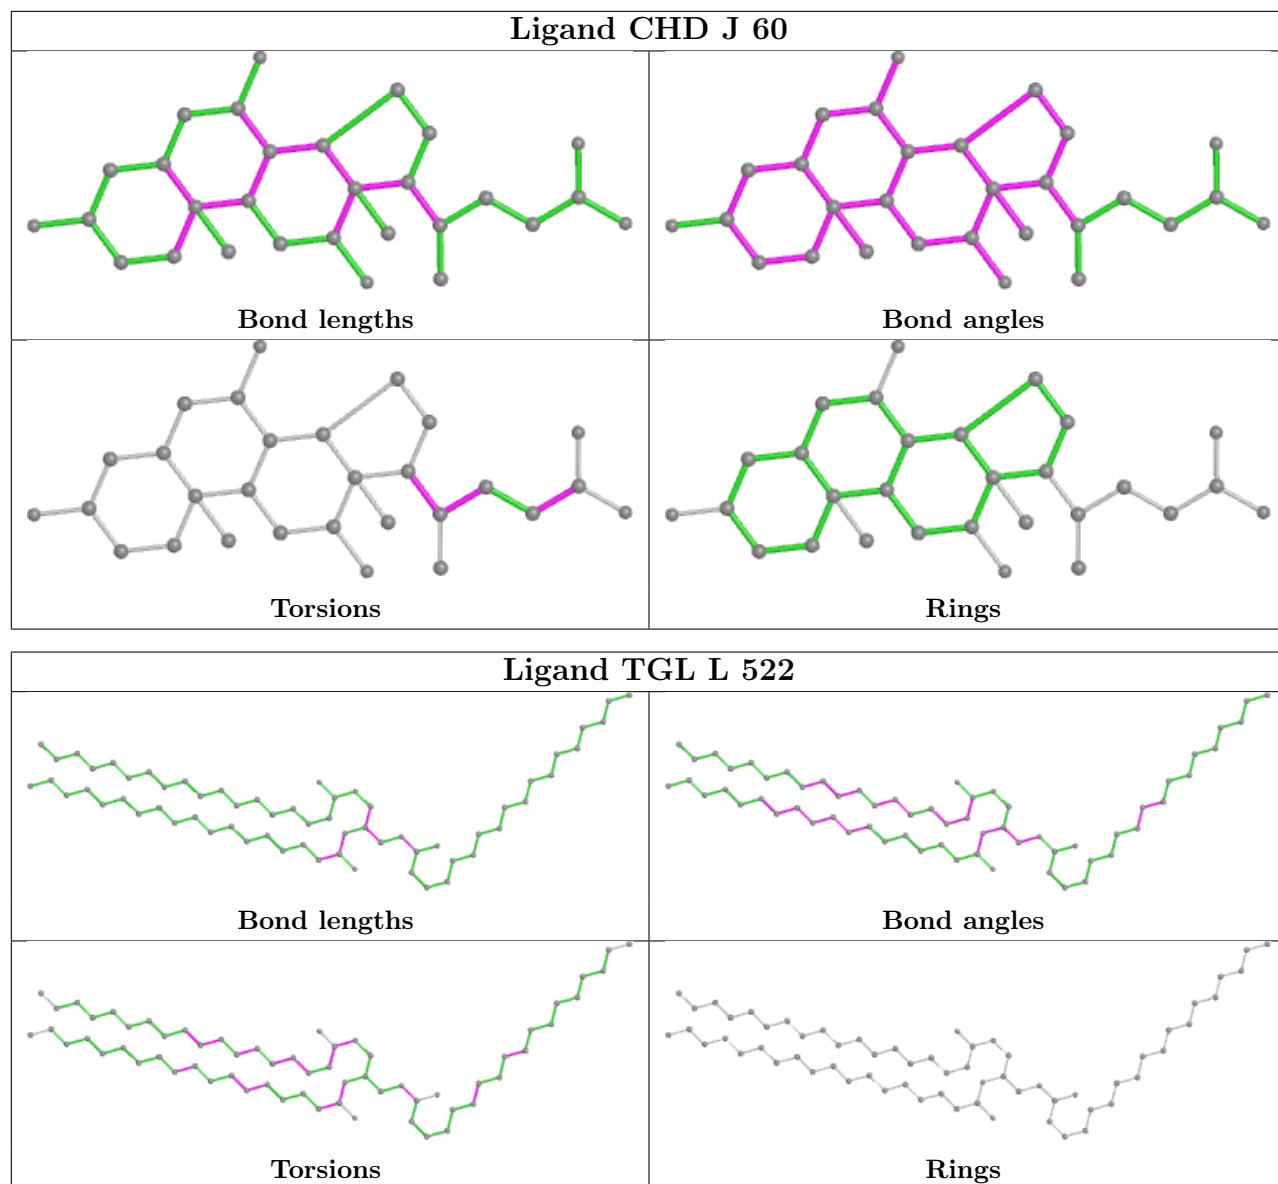 Ligand CHD J 60
Bond lengths
Bond angles
Torsions
Rings
Ligand TGL L 522
Bond lengths
Bond angles
Torsions
Rings